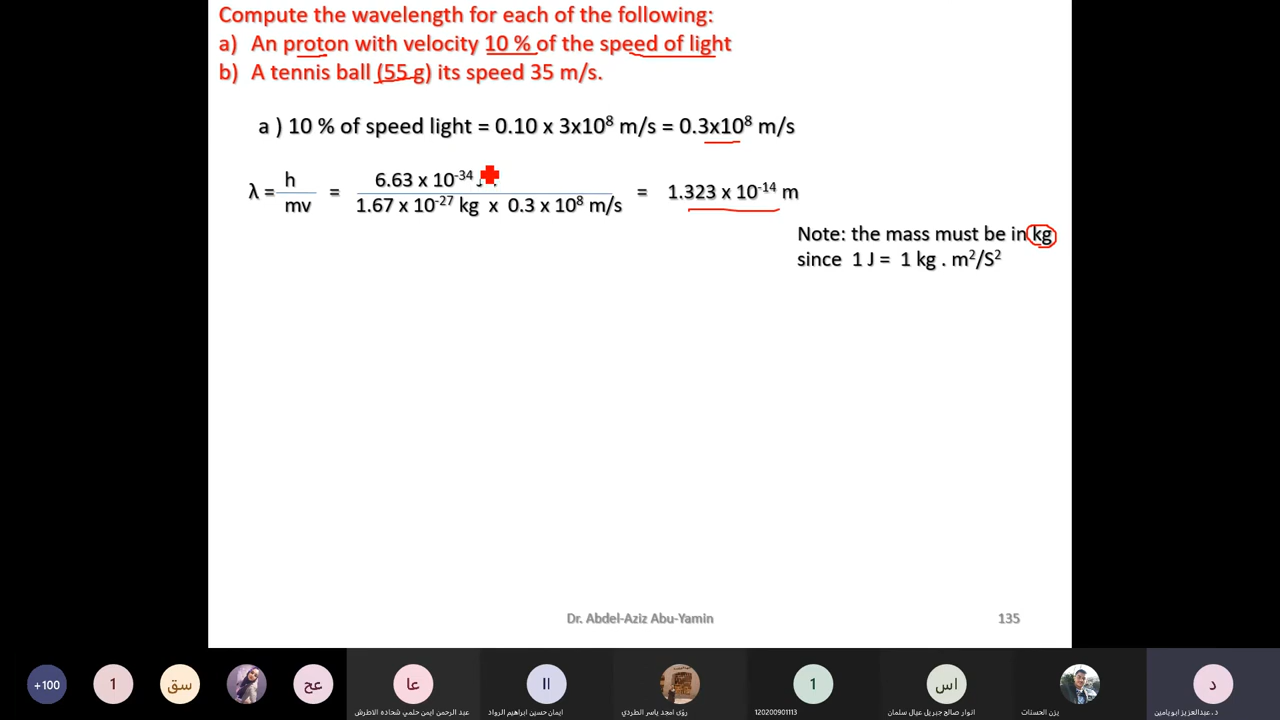 Compute the wavelength for each of the following:
a) An proton with velocity 10 % of the speed of light
b) A tennis ball (55 g) its speed 35 m/s.
a ) 10 % of speed light = 0.10 x 3x10⁸ m/s = 0.3x10⁸ m/s
λ = h / mv = 6.63 x 10⁻³⁴ / 1.67 x 10⁻²⁷ kg x 0.3 x 10⁸ m/s = 1.323 x 10⁻¹⁴ m
Note: the mass must be in kg
since 1 J = 1 kg . m²/S²
Dr. Abdel-Aziz Abu-Yamin 135
+100 1 سق عح عا اا 1 اس د
عبد الرحمن ايمن حلمي شحاده الاطرش ايمان حسين ابراهيم الرواد رؤى امجد ياسر الطردي 120200901113 انوار صالح جبريل عيال سلمان يزن الحسنات د. عبدالعزيز ابويامين